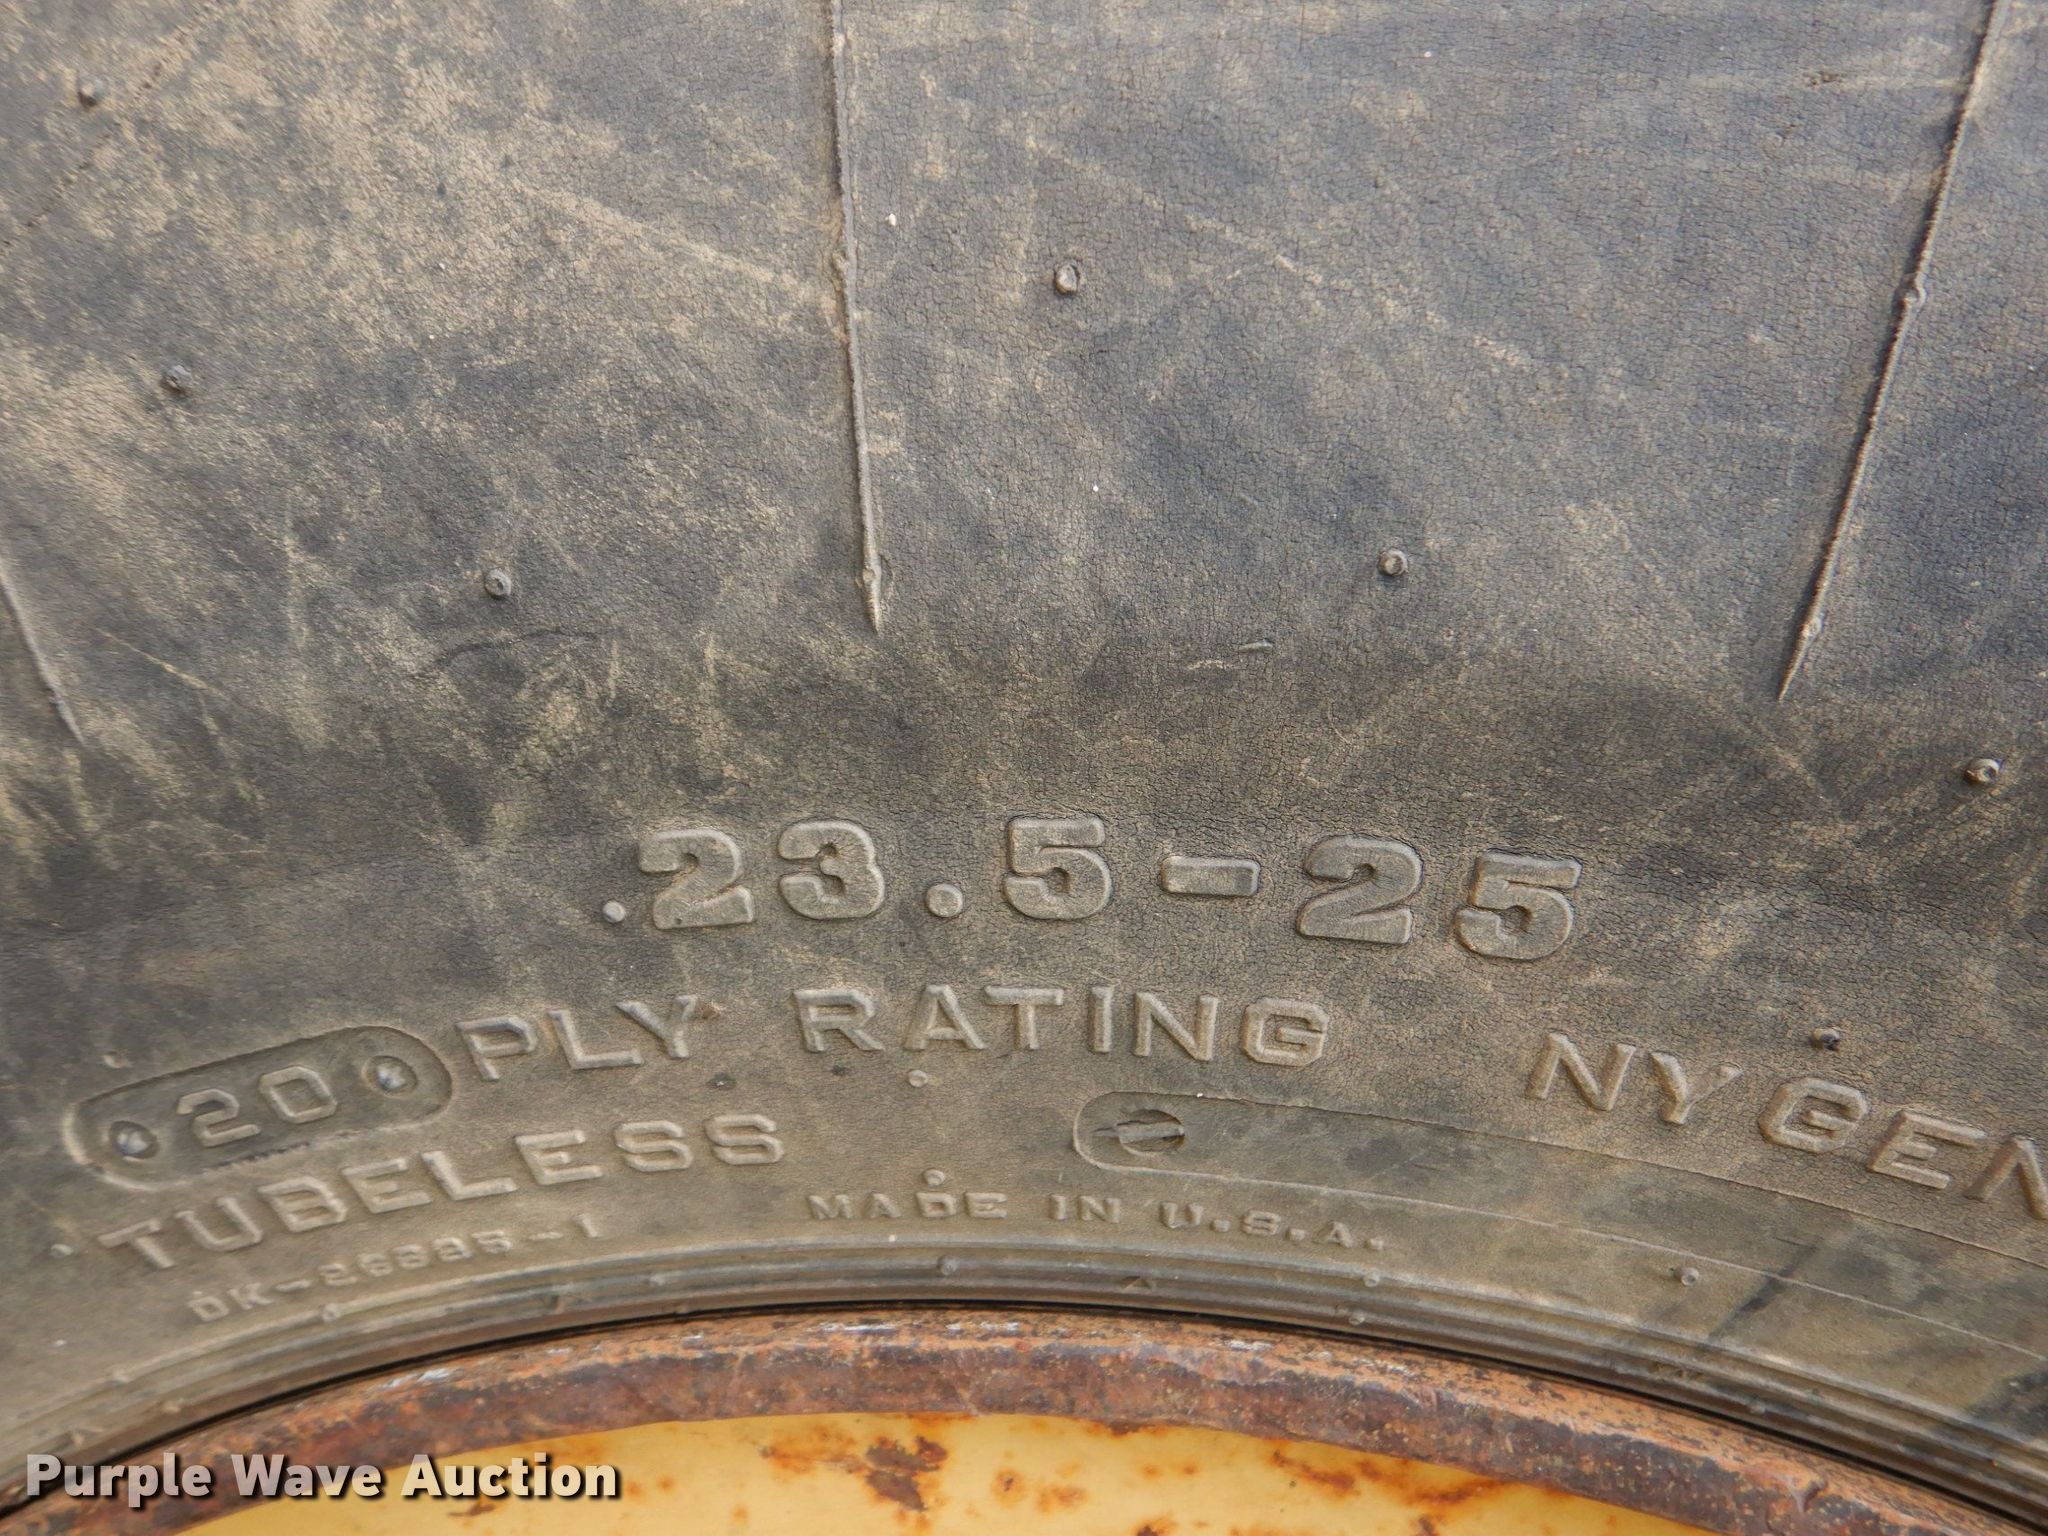 23.5-25
20 PLY RATING NYGEN
TUBELESS
MADE IN U.S.A.
Purple Wave Auction